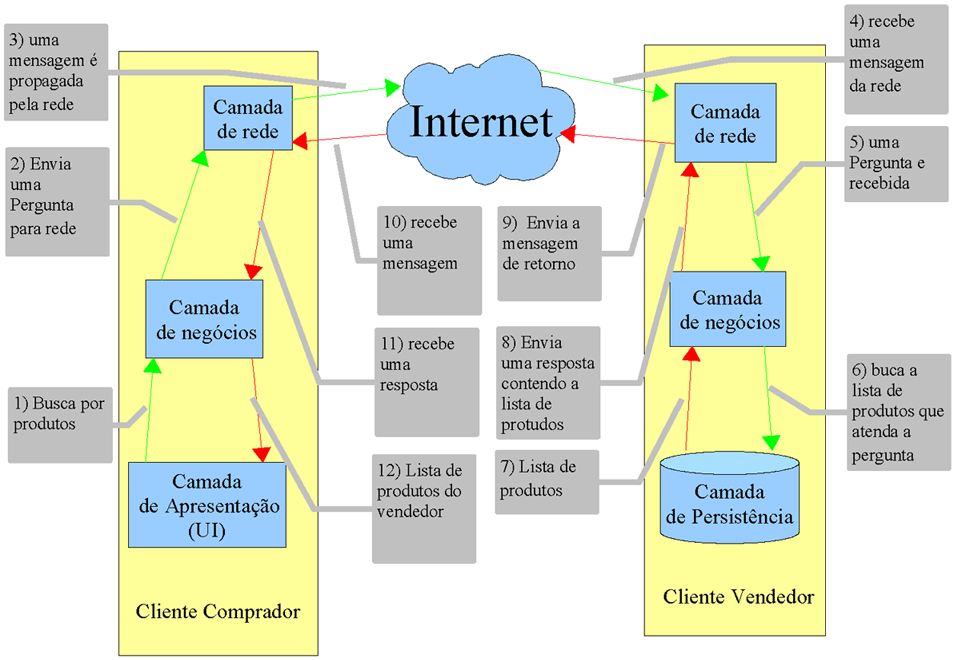 3) uma
mensagem é
propagada
pela rede
4) recebe
uma
mensagem
da rede
Camada
de rede
Internet
Camada
de rede
2) Envia
uma
Pergunta
para rede
5) uma
Pergunta e
recebida
10) recebe
uma
mensagem
9) Envia a
mensagem
de retorno
Camada
de negócios
Camada
de negócios
11) recebe
uma
resposta
8) Envia
uma resposta
contendo a
lista de
protudos
1) Busca por
produtos
6) buca a
lista de
produtos que
atenda a
pergunta
Camada
de Apresentação
(UI)
12) Lista de
produtos do
vendedor
7) Lista de
produtos
Camada
de Persistência
Cliente Comprador
Cliente Vendedor